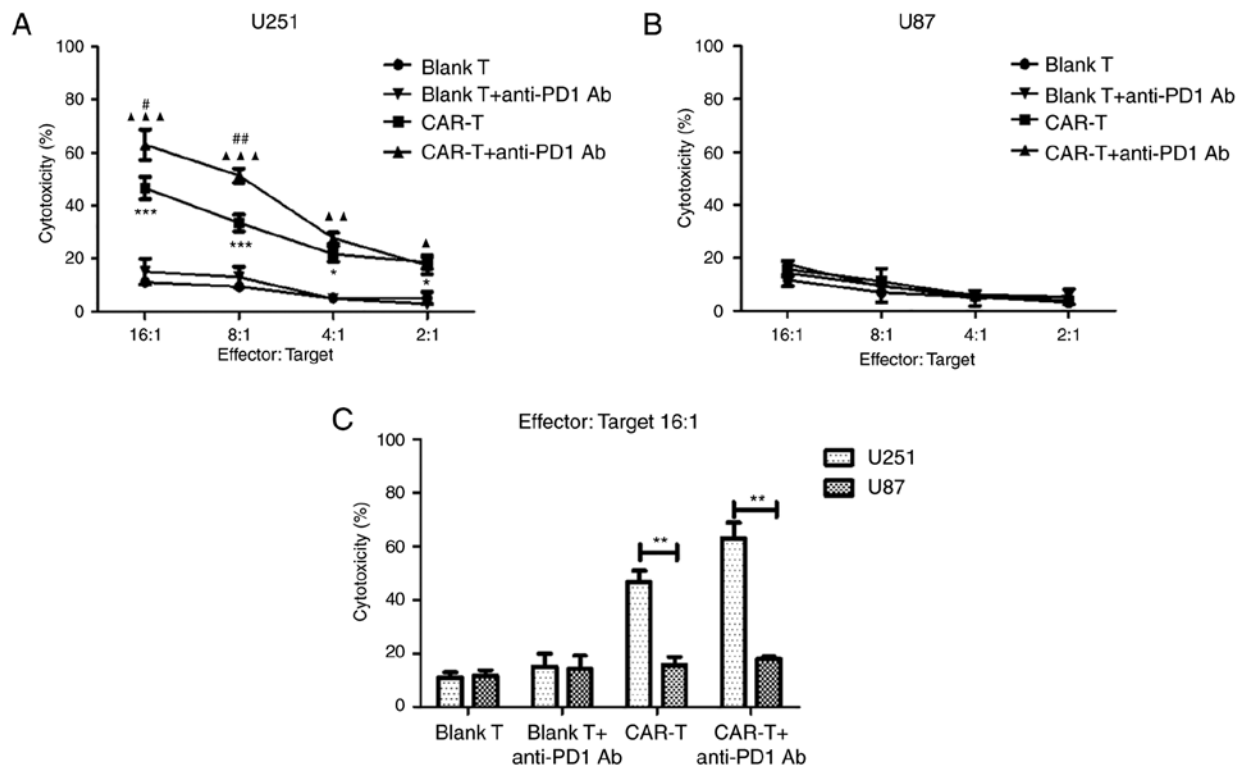 A
U251
100
80
60
40
20
0
Cytotoxicity (%)
#
▲▲▲
##
▲▲▲
▲▲
▲
***
***
*
*
16:1 8:1 4:1 2:1
Effector: Target
Blank T
Blank T+anti-PD1 Ab
CAR-T
CAR-T+anti-PD1 Ab
B
U87
100
80
60
40
20
0
Cytotoxicity (%)
16:1 8:1 4:1 2:1
Effector: Target
Blank T
Blank T+anti-PD1 Ab
CAR-T
CAR-T+anti-PD1 Ab
C
Effector: Target 16:1
100
80
60
40
20
0
Cytotoxicity (%)
**
**
U251
U87
Blank T
Blank T+
anti-PD1 Ab
CAR-T
CAR-T+
anti-PD1 Ab